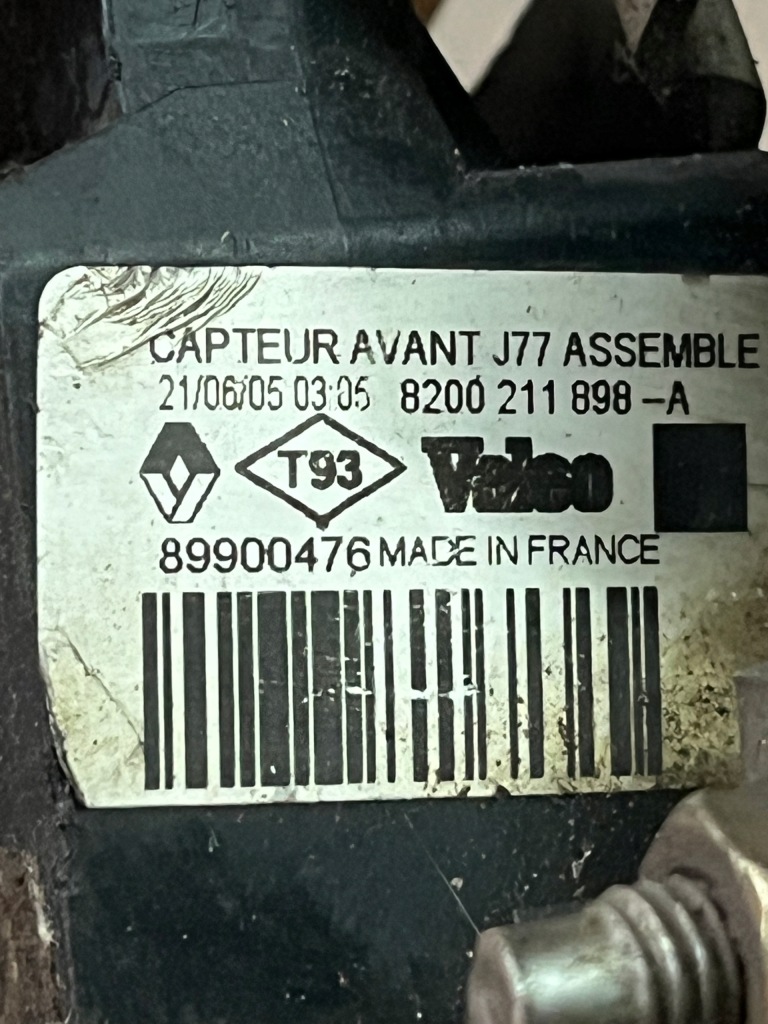 CAPTEUR AVANT J77 ASSEMBLE
21/06/05 03:05 8200 211 898 -A
T93 Valeo
89900476 MADE IN FRANCE